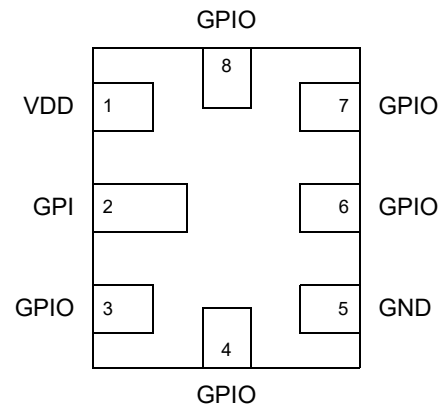 GPIO
8
VDD 1 7 GPIO
GPI 2 6 GPIO
GPIO 3 5 GND
4
GPIO